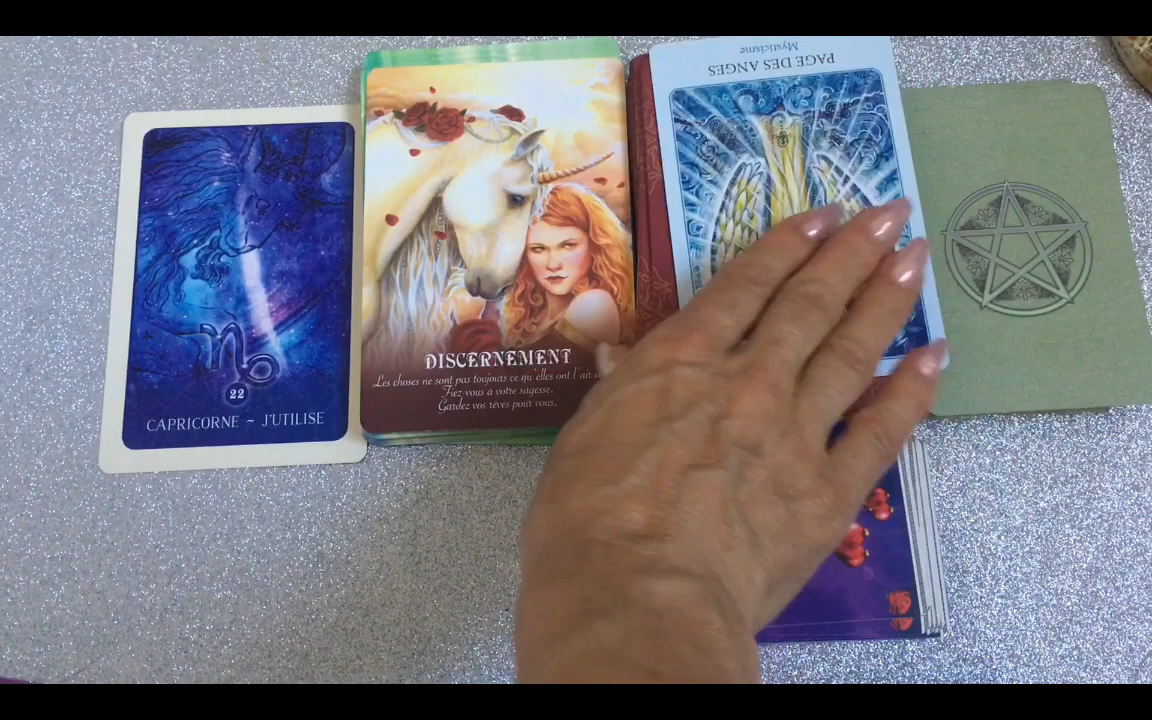 22
CAPRICORNE ~ J'UTILISE
DISCERNEMENT
Les choses ne sont pas toujours ce qu'elles ont l'air
Fiez-vous à votre sagesse.
Gardez vos rêves pour vous.
PAGE DES ANGES
Mysticisme